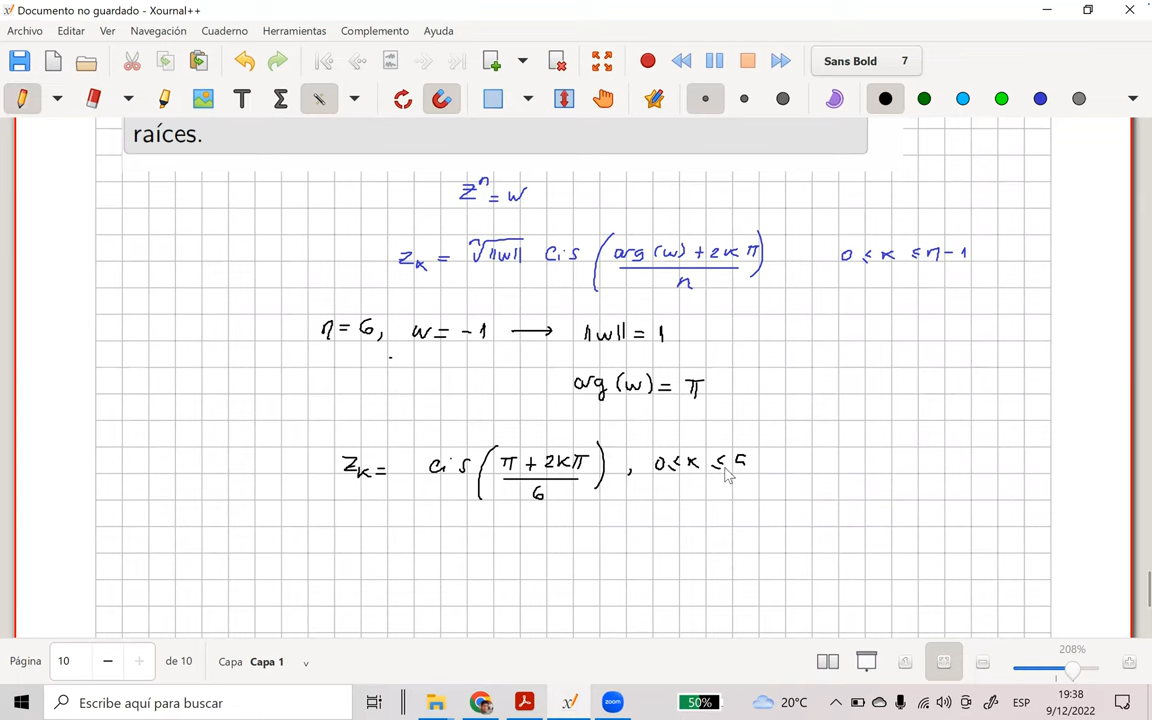 Documento no guardado - Xournal++
Archivo Editar Ver Navegación Cuaderno Herramientas Complemento Ayuda
Sans Bold 7
raíces.
Z^n = w
z_k = ⁿ√‖w‖ cis (arg(w) + 2kπ / n) 0 ≤ k ≤ n-1
n = 6, w = -1 → ‖w‖ = 1
arg(w) = π
z_k = cis (π + 2kπ / 6), 0 ≤ k ≤ 5
208%
Página 10 de 10 Capa Capa 1
Escribe aquí para buscar
zoom
50%
20°C
ESP
19:38
9/12/2022